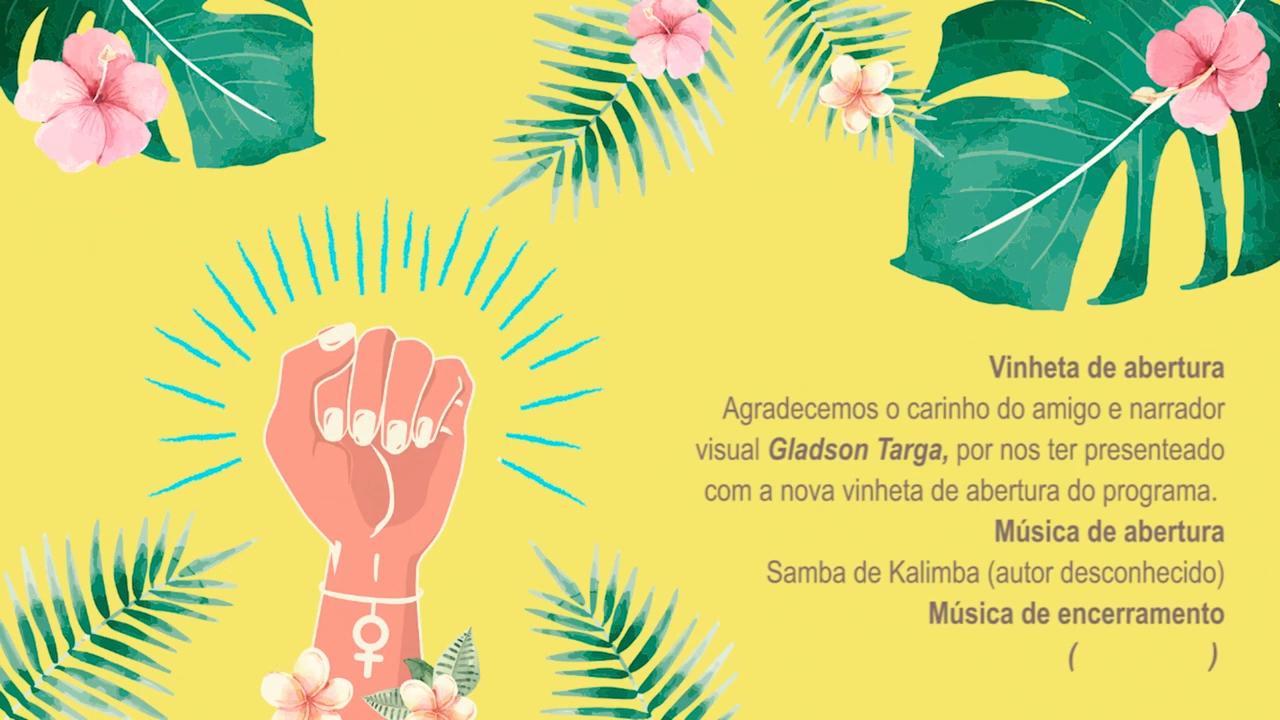 Vinheta de abertura
Agradecemos o carinho do amigo e narrador
visual Gladson Targa, por nos ter presenteado
com a nova vinheta de abertura do programa.
Música de abertura
Samba de Kalimba (autor desconhecido)
Música de encerramento
( )